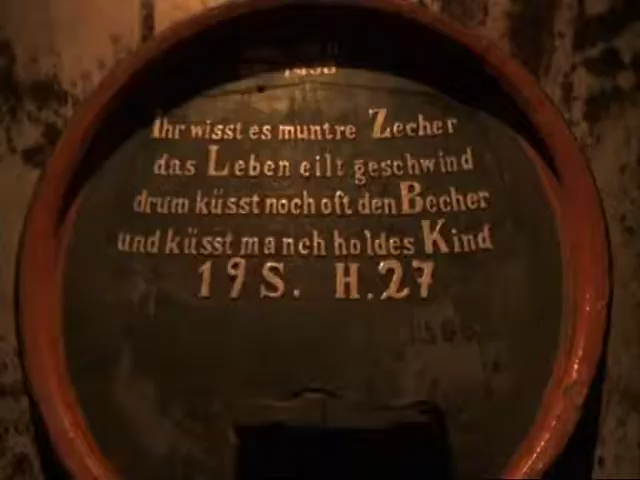 Ihr wisst es muntre Zecher
das Leben eilt geschwind
drum küsst noch oft den Becher
und küsst manch holdes Kind
19 S. H. 27